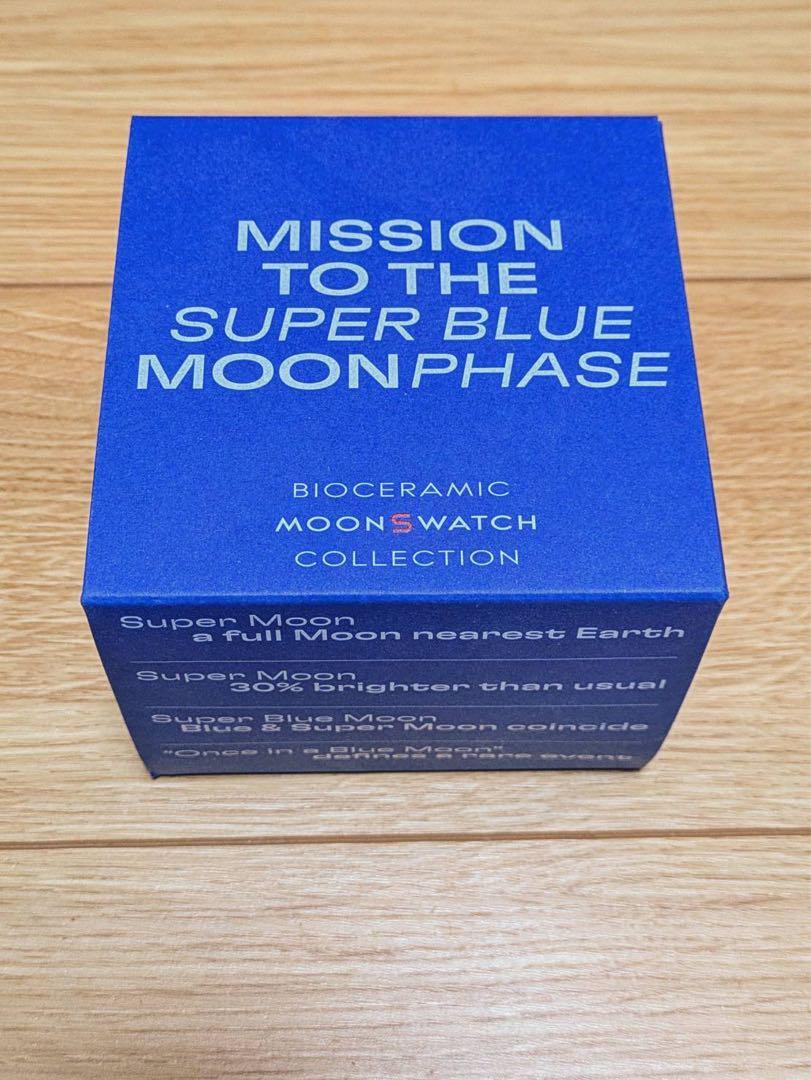 MISSION
TO THE
SUPER BLUE
MOONPHASE
BIOCERAMIC
MOONSWATCH
COLLECTION
Super Moon
a full Moon nearest Earth
Super Moon
30% brighter than usual
Super Blue Moon
Blue & Super Moon coincide
"Once in a Blue Moon"
defines a rare event